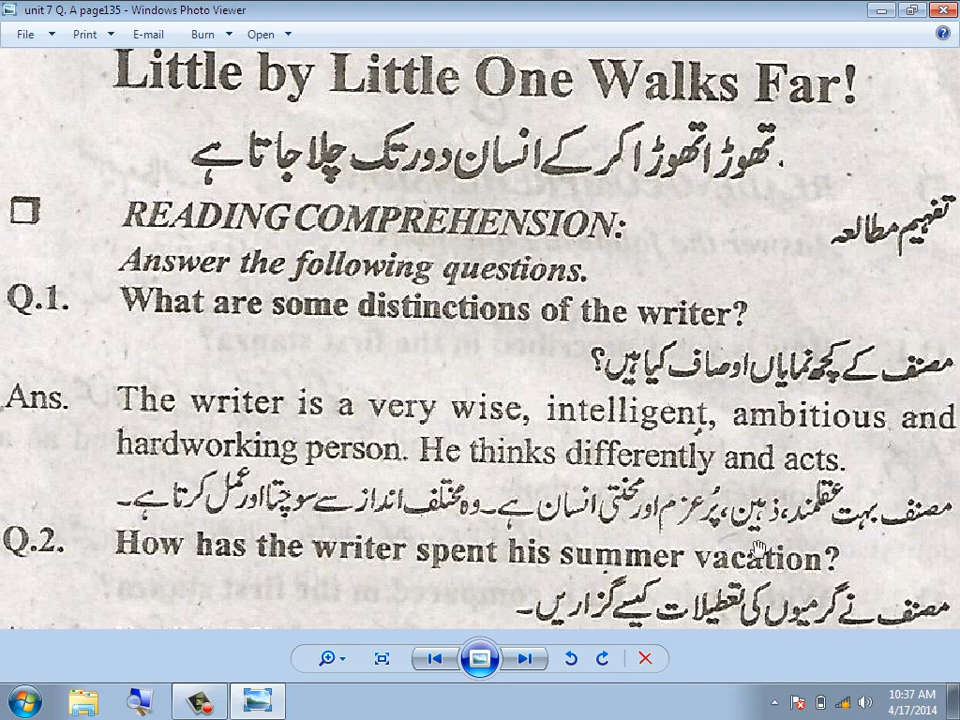 unit 7 Q. A page135 - Windows Photo Viewer
File Print E-mail Burn Open
Little by Little One Walks Far!
تھوڑا تھوڑا کر کے انسان دور تک چلا جاتا ہے
READING COMPREHENSION: تفہیم مطالعہ
Answer the following questions.
Q.1. What are some distinctions of the writer?
مصنف کے کچھ نمایاں اوصاف کیا ہیں؟
Ans. The writer is a very wise, intelligent, ambitious and
hardworking person. He thinks differently and acts.
مصنف بہت عقلمند، ذہین، پُر عزم اور محنتی انسان ہے۔ وہ مختلف انداز سے سوچتا اور عمل کرتا ہے۔
Q.2. How has the writer spent his summer vacation?
مصنف نے گرمیوں کی تعطیلات کیسے گزاریں۔
10:37 AM
4/17/2014